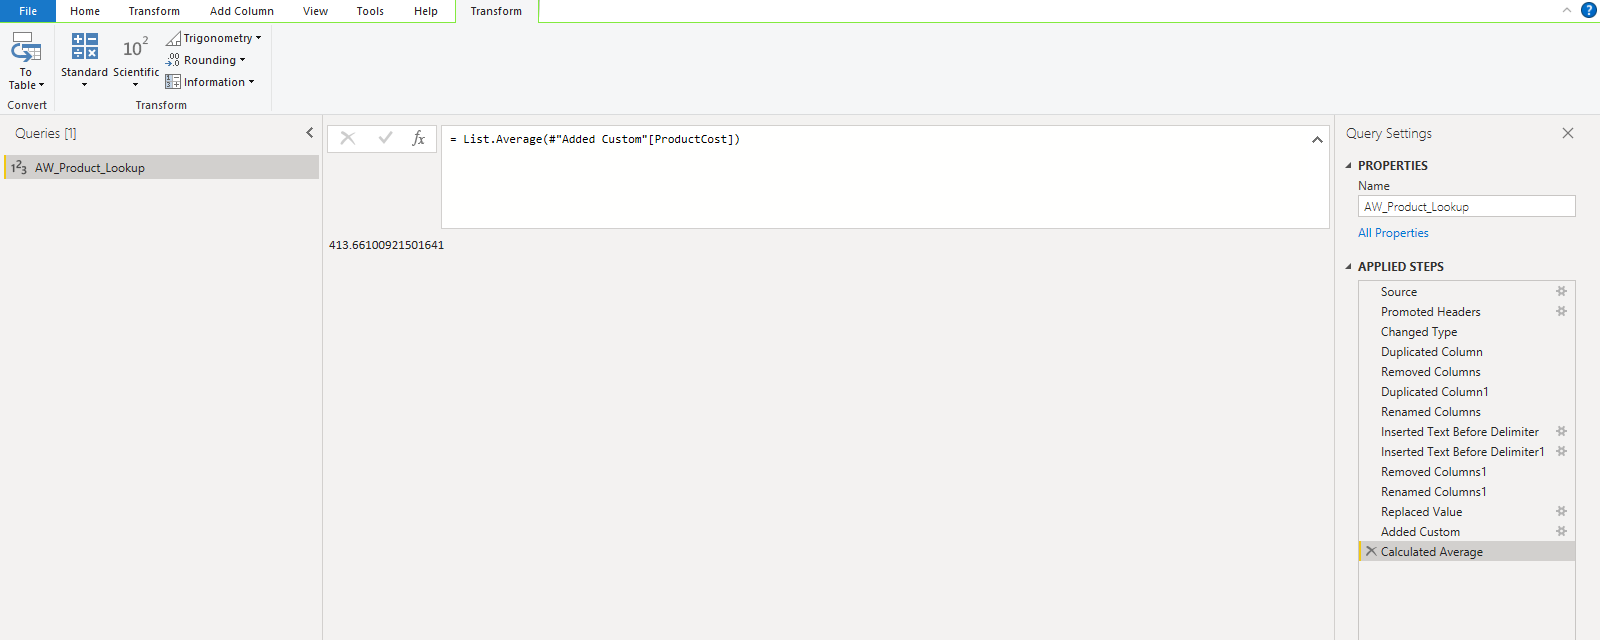 File Home Transform Add Column View Tools Help Transform
?
To Table
Standard
Scientific
10²
Trigonometry
.00 Rounding
Information
Convert
Transform
Queries [1]
1²3 AW_Product_Lookup
fx
= List.Average(#"Added Custom"[ProductCost])
413.66100921501641
Query Settings
PROPERTIES
Name
AW_Product_Lookup
All Properties
APPLIED STEPS
Source
Promoted Headers
Changed Type
Duplicated Column
Removed Columns
Duplicated Column1
Renamed Columns
Inserted Text Before Delimiter
Inserted Text Before Delimiter1
Removed Columns1
Renamed Columns1
Replaced Value
Added Custom
Calculated Average